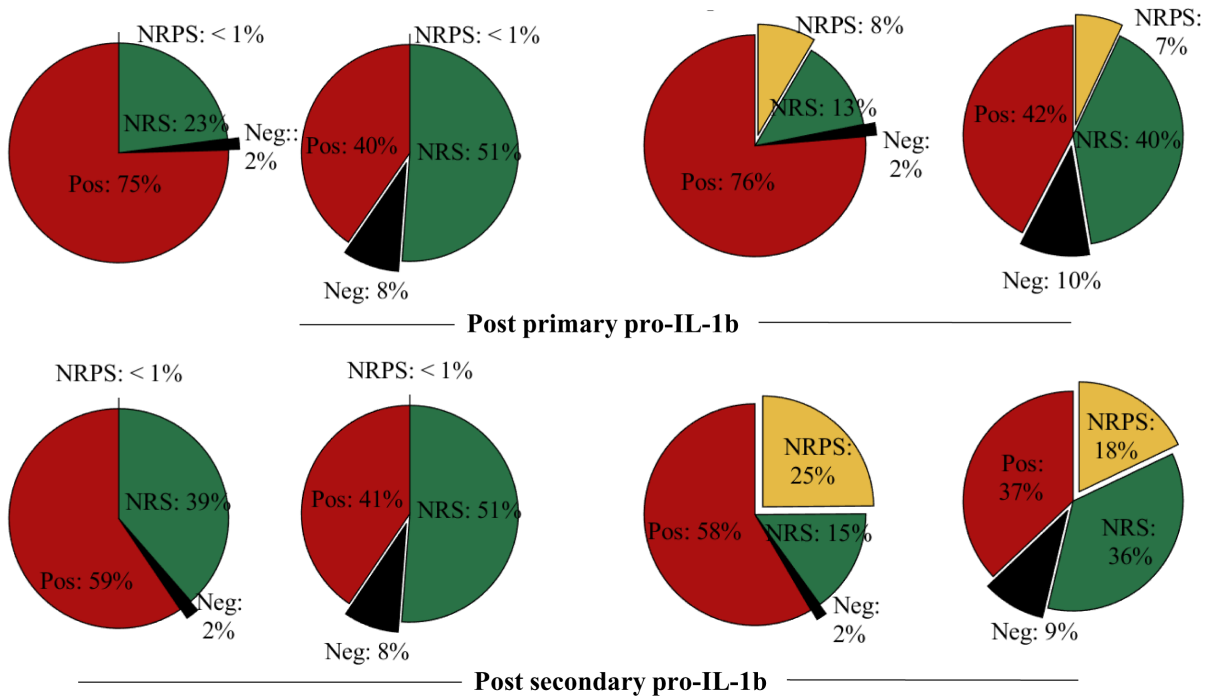 NRPS: < 1%
NRS: 23%
Neg::
2%
Pos: 75%
NRPS: < 1%
Pos: 40%
NRS: 51%
Neg: 8%
NRPS: 8%
NRS: 13%
Neg:
2%
Pos: 76%
NRPS:
7%
Pos: 42%
NRS: 40%
Neg: 10%
Post primary pro-IL-1b
NRPS: < 1%
NRS: 39%
Pos: 59%
Neg:
2%
NRPS: < 1%
Pos: 41%
NRS: 51%
Neg: 8%
NRPS:
25%
Pos: 58%
NRS: 15%
Neg:
2%
NRPS:
18%
Pos:
37%
NRS:
36%
Neg: 9%
Post secondary pro-IL-1b